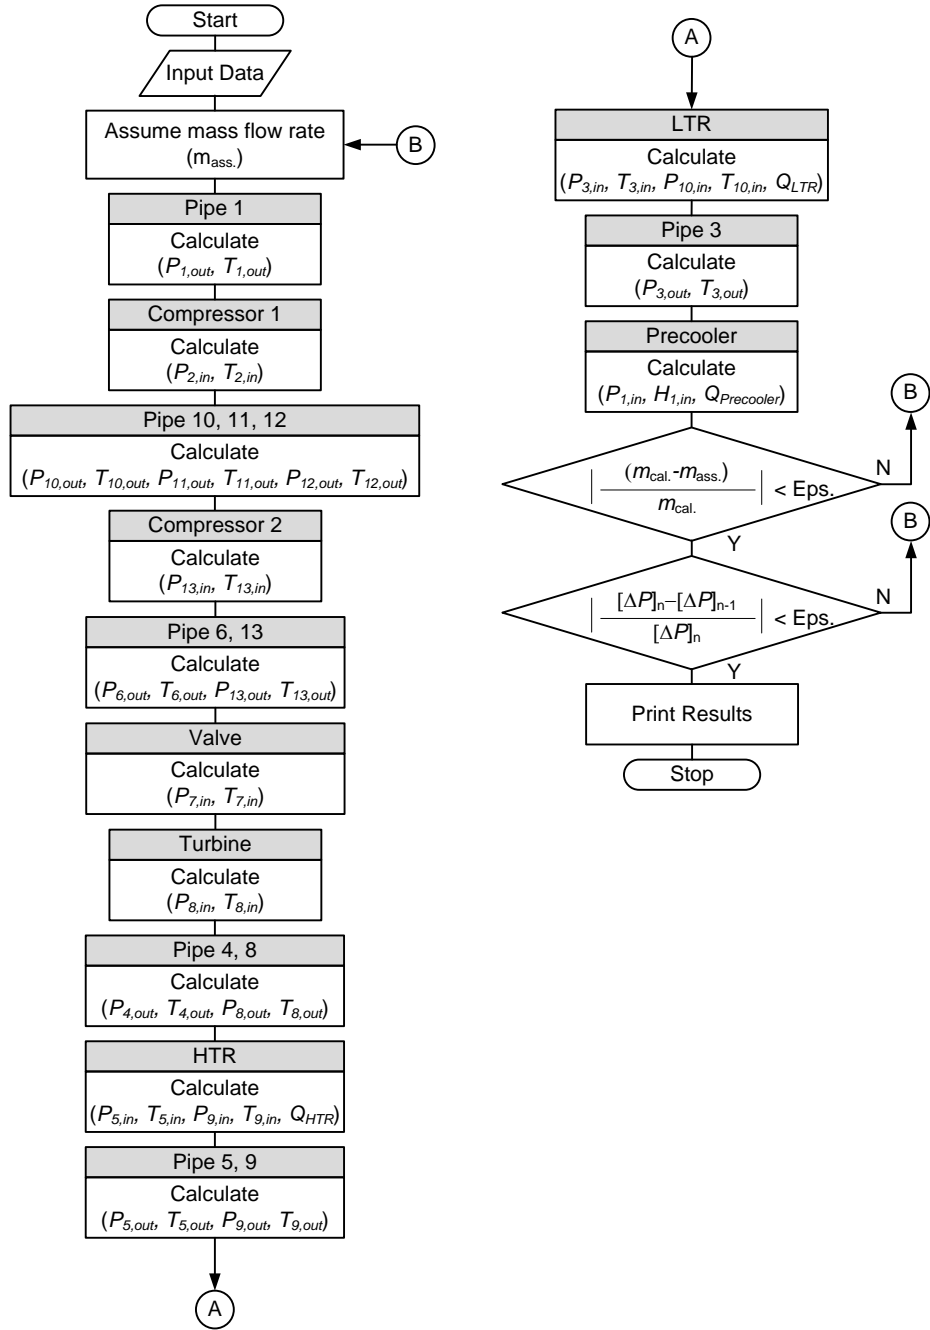 Start
Input Data
Assume mass flow rate
(mass.)
B
Pipe 1
Calculate
(P1,out, T1,out)
Compressor 1
Calculate
(P2,in, T2,in)
Pipe 10, 11, 12
Calculate
(P10,out, T10,out, P11,out, T11,out, P12,out, T12,out)
Compressor 2
Calculate
(P13,in, T13,in)
Pipe 6, 13
Calculate
(P6,out, T6,out, P13,out, T13,out)
Valve
Calculate
(P7,in, T7,in)
Turbine
Calculate
(P8,in, T8,in)
Pipe 4, 8
Calculate
(P4,out, T4,out, P8,out, T8,out)
HTR
Calculate
(P5,in, T5,in, P9,in, T9,in, QHTR)
Pipe 5, 9
Calculate
(P5,out, T5,out, P9,out, T9,out)
A
A
LTR
Calculate
(P3,in, T3,in, P10,in, T10,in, QLTR)
Pipe 3
Calculate
(P3,out, T3,out)
Precooler
Calculate
(P1,in, H1,in, QPrecooler)
B
N
| (mcal.-mass.)
mcal. | < Eps.
Y
B
N
| [ΔP]n–[ΔP]n-1
[ΔP]n | < Eps.
Y
Print Results
Stop